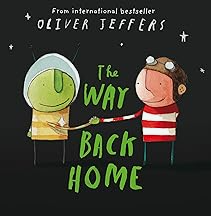 From international bestseller
OLIVER JEFFERS
The
WAY
BACK
HOME